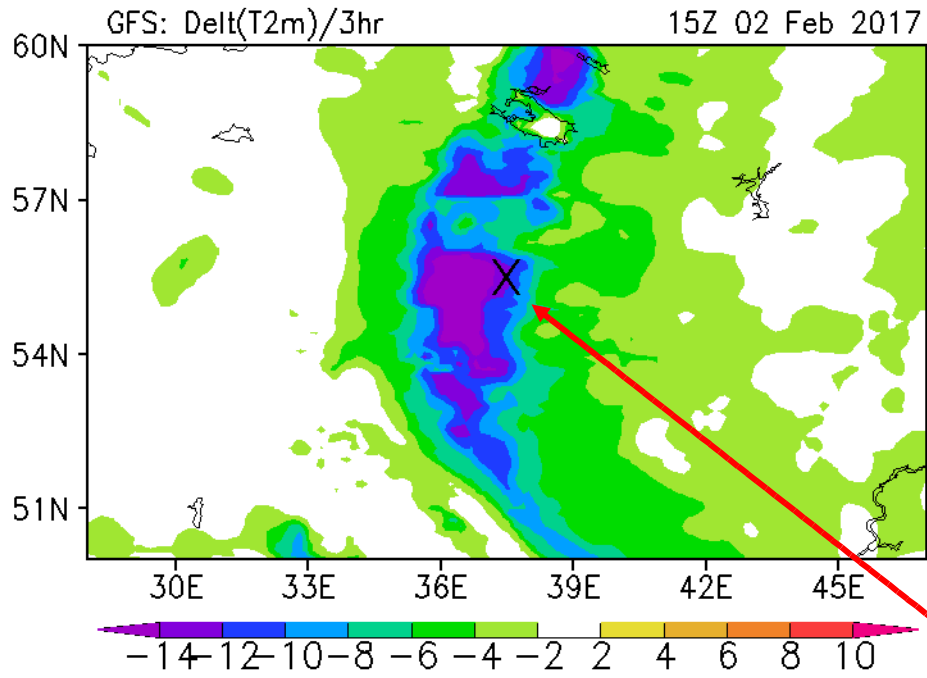 GFS: Delt(T2m)/3hr 15Z 02 Feb 2017
60N
57N
X
54N
51N
30E 33E 36E 39E 42E 45E
−14 −12 −10 −8 −6 −4 −2 2 4 6 8 10